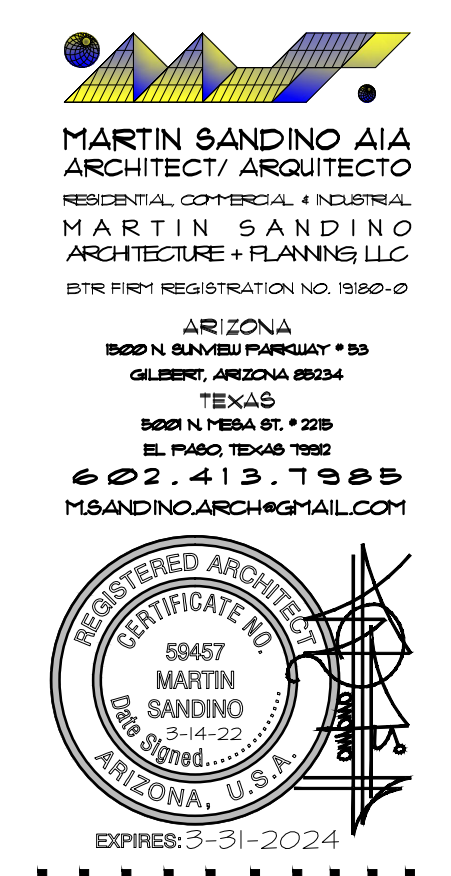 MARTIN SANDINO AIA
ARCHITECT/ ARQUITECTO
RESIDENTIAL, COMMERCIAL & INDUSTRIAL
MARTIN SANDINO
ARCHITECTURE + PLANNING, LLC
BTR FIRM REGISTRATION NO. 19180-0
ARIZONA
1500 N. SUNVIEW PARKWAY # 53
GILBERT, ARIZONA 85234
TEXAS
5001 N. MESA ST. # 2215
EL PASO, TEXAS 79912
602.413.7985
M.SANDINO.ARCH@GMAIL.COM
REGISTERED ARCHITECT
CERTIFICATE NO.
59457
MARTIN
SANDINO
3-14-22
Date Signed
ARIZONA, U.S.A.
EXPIRES: 3-31-2024